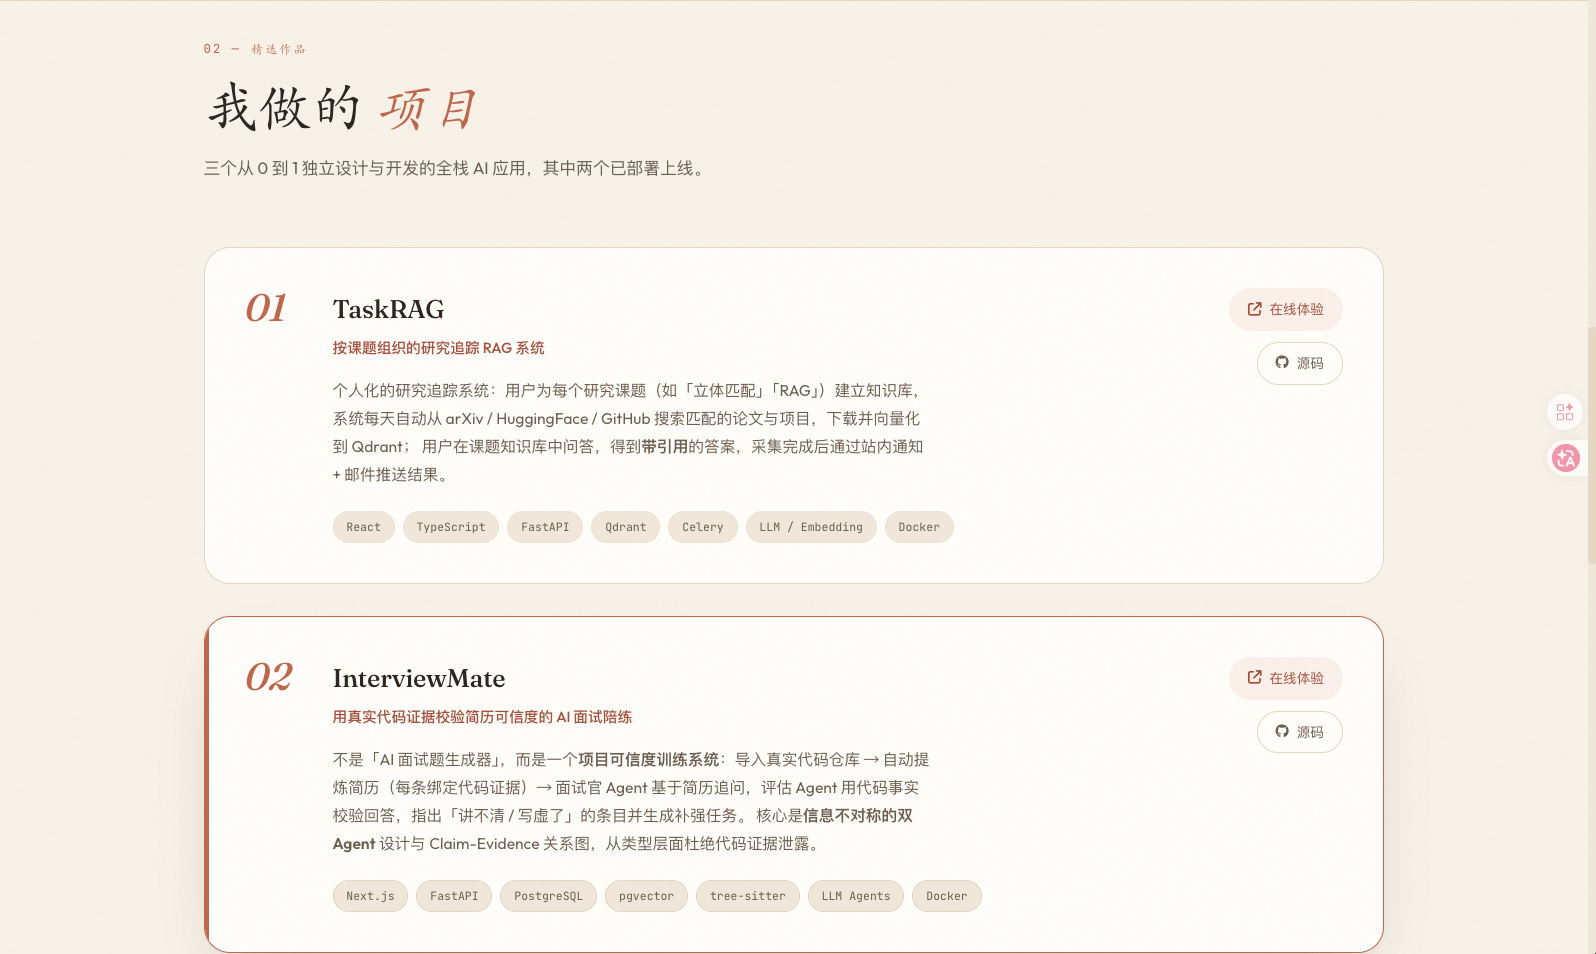 02 — 精选作品
我做的 项目
三个从 0 到 1 独立设计与开发的全栈 AI 应用，其中两个已部署上线。
01
TaskRAG
在线体验
按课题组织的研究追踪 RAG 系统
源码
个人化的研究追踪系统：用户为每个研究课题（如「立体匹配」「RAG」）建立知识库，
系统每天自动从 arXiv / HuggingFace / GitHub 搜索匹配的论文与项目，下载并向量化
到 Qdrant； 用户在课题知识库中问答，得到带引用的答案，采集完成后通过站内通知
+ 邮件推送结果。
React TypeScript FastAPI Qdrant Celery LLM / Embedding Docker
02
InterviewMate
在线体验
用真实代码证据校验简历可信度的 AI 面试陪练
源码
不是「AI 面试题生成器」，而是一个项目可信度训练系统：导入真实代码仓库 → 自动提
炼简历（每条绑定代码证据）→ 面试官 Agent 基于简历追问，评估 Agent 用代码事实
校验回答，指出「讲不清 / 写虚了」的条目并生成补强任务。 核心是信息不对称的双
Agent 设计与 Claim-Evidence 关系图，从类型层面杜绝代码证据泄露。
Next.js FastAPI PostgreSQL pgvector tree-sitter LLM Agents Docker